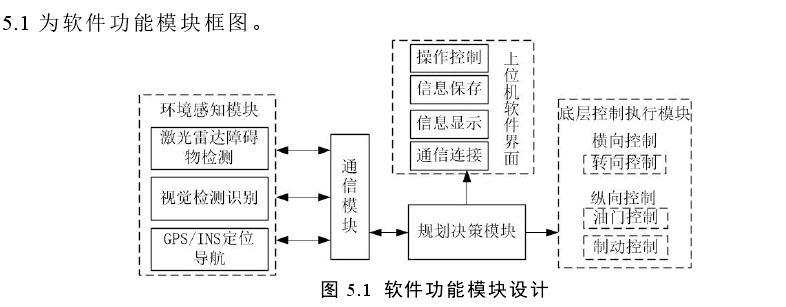 5.1 为软件功能模块框图。
环境感知模块
激光雷达障碍
物检测
视觉检测识别
GPS/INS定位
导航
通信模块
操作控制
信息保存
信息显示
通信连接
上位机软件界面
规划决策模块
底层控制执行模块
横向控制
转向控制
纵向控制
油门控制
制动控制
图 5.1 软件功能模块设计